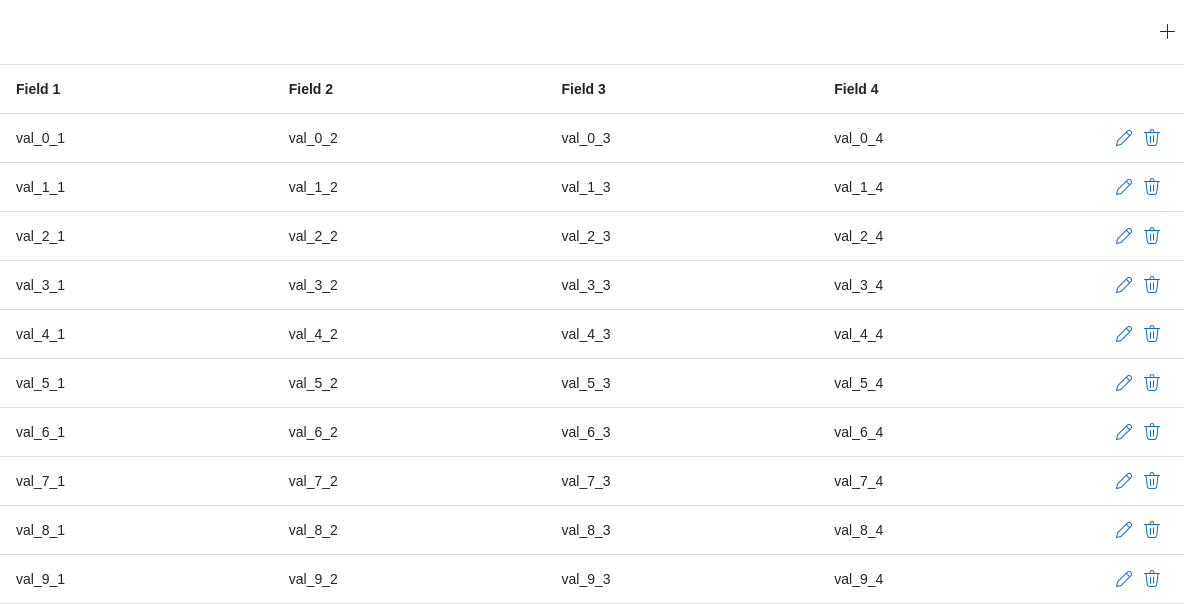 Field 1 Field 2 Field 3 Field 4
val_0_1 val_0_2 val_0_3 val_0_4
val_1_1 val_1_2 val_1_3 val_1_4
val_2_1 val_2_2 val_2_3 val_2_4
val_3_1 val_3_2 val_3_3 val_3_4
val_4_1 val_4_2 val_4_3 val_4_4
val_5_1 val_5_2 val_5_3 val_5_4
val_6_1 val_6_2 val_6_3 val_6_4
val_7_1 val_7_2 val_7_3 val_7_4
val_8_1 val_8_2 val_8_3 val_8_4
val_9_1 val_9_2 val_9_3 val_9_4